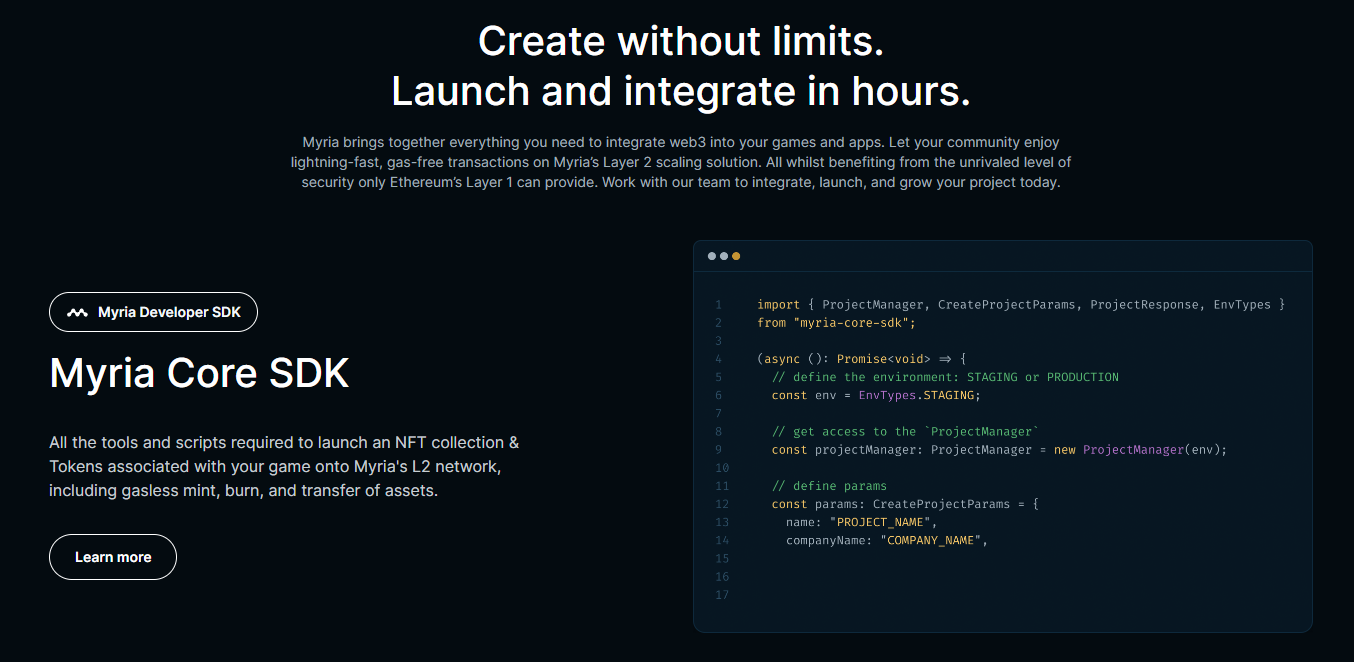 Create without limits.
Launch and integrate in hours.
Myria brings together everything you need to integrate web3 into your games and apps. Let your community enjoy
lightning-fast, gas-free transactions on Myria’s Layer 2 scaling solution. All whilst benefiting from the unrivaled level of
security only Ethereum’s Layer 1 can provide. Work with our team to integrate, launch, and grow your project today.
Myria Developer SDK
Myria Core SDK
All the tools and scripts required to launch an NFT collection &
Tokens associated with your game onto Myria's L2 network,
including gasless mint, burn, and transfer of assets.
Learn more
1 import { ProjectManager, CreateProjectParams, ProjectResponse, EnvTypes }
2 from "myria-core-sdk";
3
4 (async (): Promise<void> => {
5 // define the environment: STAGING or PRODUCTION
6 const env = EnvTypes.STAGING;
7
8 // get access to the `ProjectManager`
9 const projectManager: ProjectManager = new ProjectManager(env);
10
11 // define params
12 const params: CreateProjectParams = {
13 name: "PROJECT_NAME",
14 companyName: "COMPANY_NAME",
15
16
17